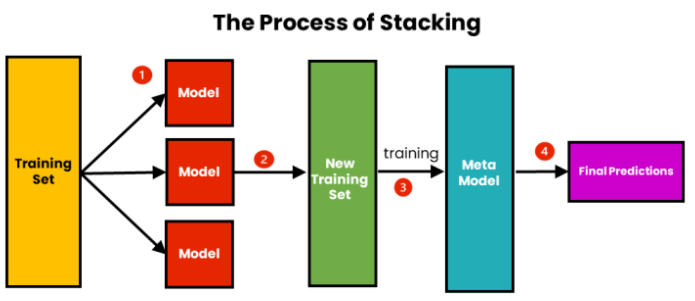 The Process of Stacking
1
Model
Training
Set
Model
2
New
Training
Set
training
3
Meta
Model
4
Final Predictions
Model